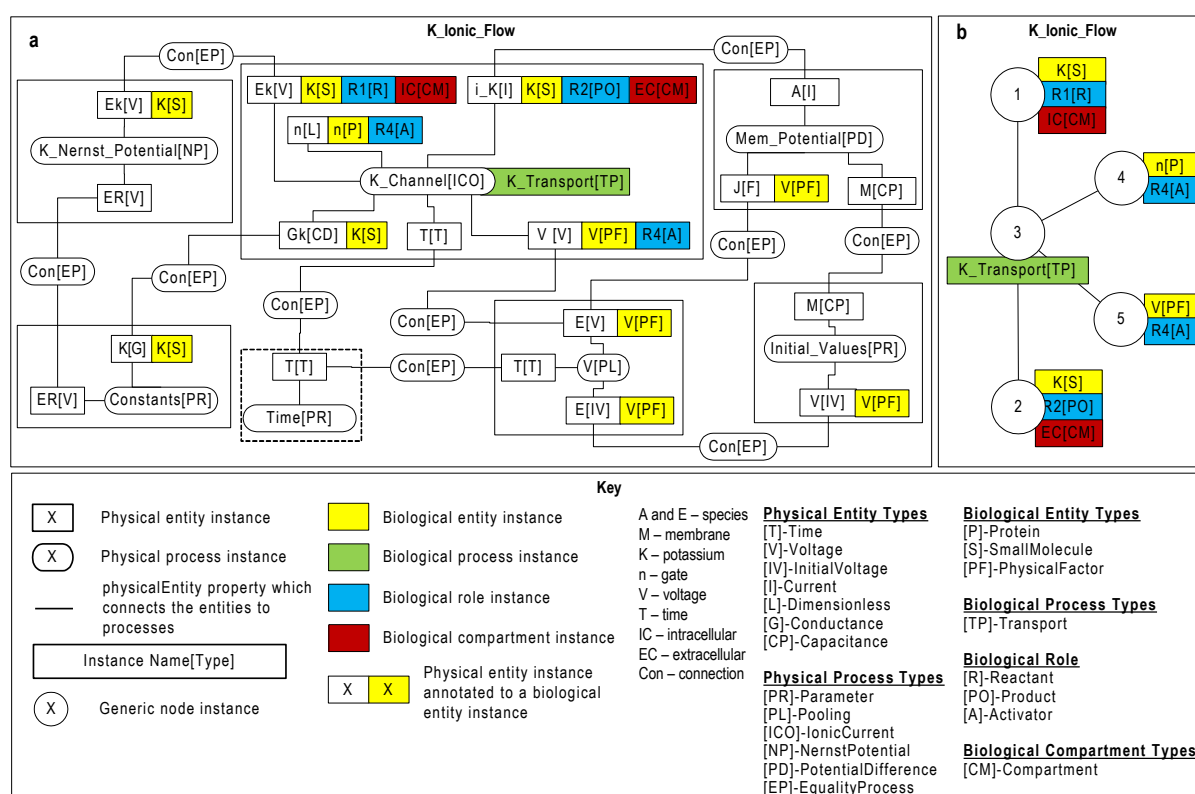 a
K_Ionic_Flow
Con[EP]
Con[EP]
Ek[V] K[S]
K_Nernst_Potential[NP]
ER[V]
Ek[V] K[S] R1[R] IC[CM]
i_K[I] K[S] R2[PO] EC[CM]
n[L] n[P] R4[A]
K_Channel[ICO] K_Transport[TP]
Gk[CD] K[S]
T[T]
V [V] V[PF] R4[A]
A[I]
Mem_Potential[PD]
J[F] V[PF]
M[CP]
Con[EP]
Con[EP]
Con[EP]
Con[EP]
Con[EP]
Con[EP]
K[G] K[S]
ER[V]
Constants[PR]
T[T]
Time[PR]
Con[EP]
T[T]
E[V] V[PF]
V[PL]
E[IV] V[PF]
M[CP]
Initial_Values[PR]
V[IV] V[PF]
Con[EP]
b
K_Ionic_Flow
1
K[S]
R1[R]
IC[CM]
4
n[P]
R4[A]
3
K_Transport[TP]
5
V[PF]
R4[A]
2
K[S]
R2[PO]
EC[CM]
Key
X
Physical entity instance
X
Physical process instance
physicalEntity property which
connects the entities to
processes
Instance Name[Type]
X
Generic node instance
Biological entity instance
Biological process instance
Biological role instance
Biological compartment instance
X X
Physical entity instance
annotated to a biological
entity instance
A and E – species
M – membrane
K – potassium
n – gate
V – voltage
T – time
IC – intracellular
EC – extracellular
Con – connection
Physical Entity Types
[T]-Time
[V]-Voltage
[IV]-InitialVoltage
[I]-Current
[L]-Dimensionless
[G]-Conductance
[CP]-Capacitance
Physical Process Types
[PR]-Parameter
[PL]-Pooling
[ICO]-IonicCurrent
[NP]-NernstPotential
[PD]-PotentialDifference
[EP]-EqualityProcess
Biological Entity Types
[P]-Protein
[S]-SmallMolecule
[PF]-PhysicalFactor
Biological Process Types
[TP]-Transport
Biological Role
[R]-Reactant
[PO]-Product
[A]-Activator
Biological Compartment Types
[CM]-Compartment